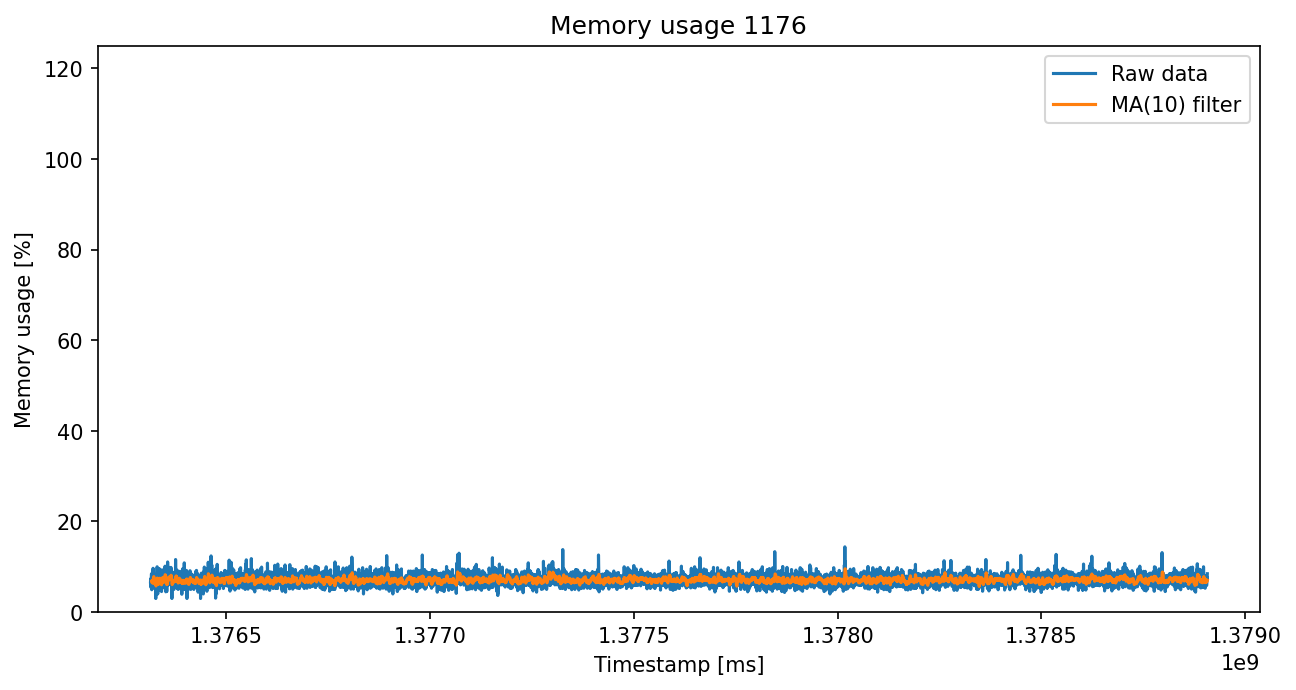 Memory usage 1176
Raw data
MA(10) filter
Memory usage [%]
120
100
80
60
40
20
0
1.3765 1.3770 1.3775 1.3780 1.3785 1.3790
1e9
Timestamp [ms]